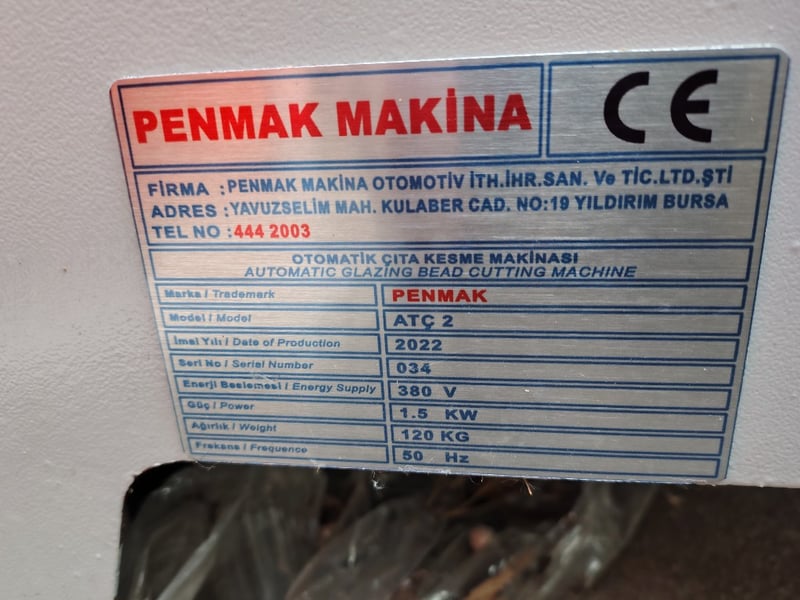 PENMAK MAKİNA
CE
FİRMA :PENMAK MAKİNA OTOMOTİV İTH.İHR.SAN. Ve TİC.LTD.ŞTİ
ADRES :YAVUZSELİM MAH. KULABER CAD. NO:19 YILDIRIM BURSA
TEL NO :444 2003
OTOMATİK ÇITA KESME MAKİNASI
AUTOMATIC GLAZING BEAD CUTTING MACHINE
Marka / Trademark PENMAK
Model / Model ATÇ 2
İmal Yılı / Date of Production 2022
Seri No / Serial Number 034
Enerji Beslemesi / Energy Supply 380 V
Güç / Power 1.5 KW
Ağırlık / Weight 120 KG
Frekans / Frequence 50 Hz